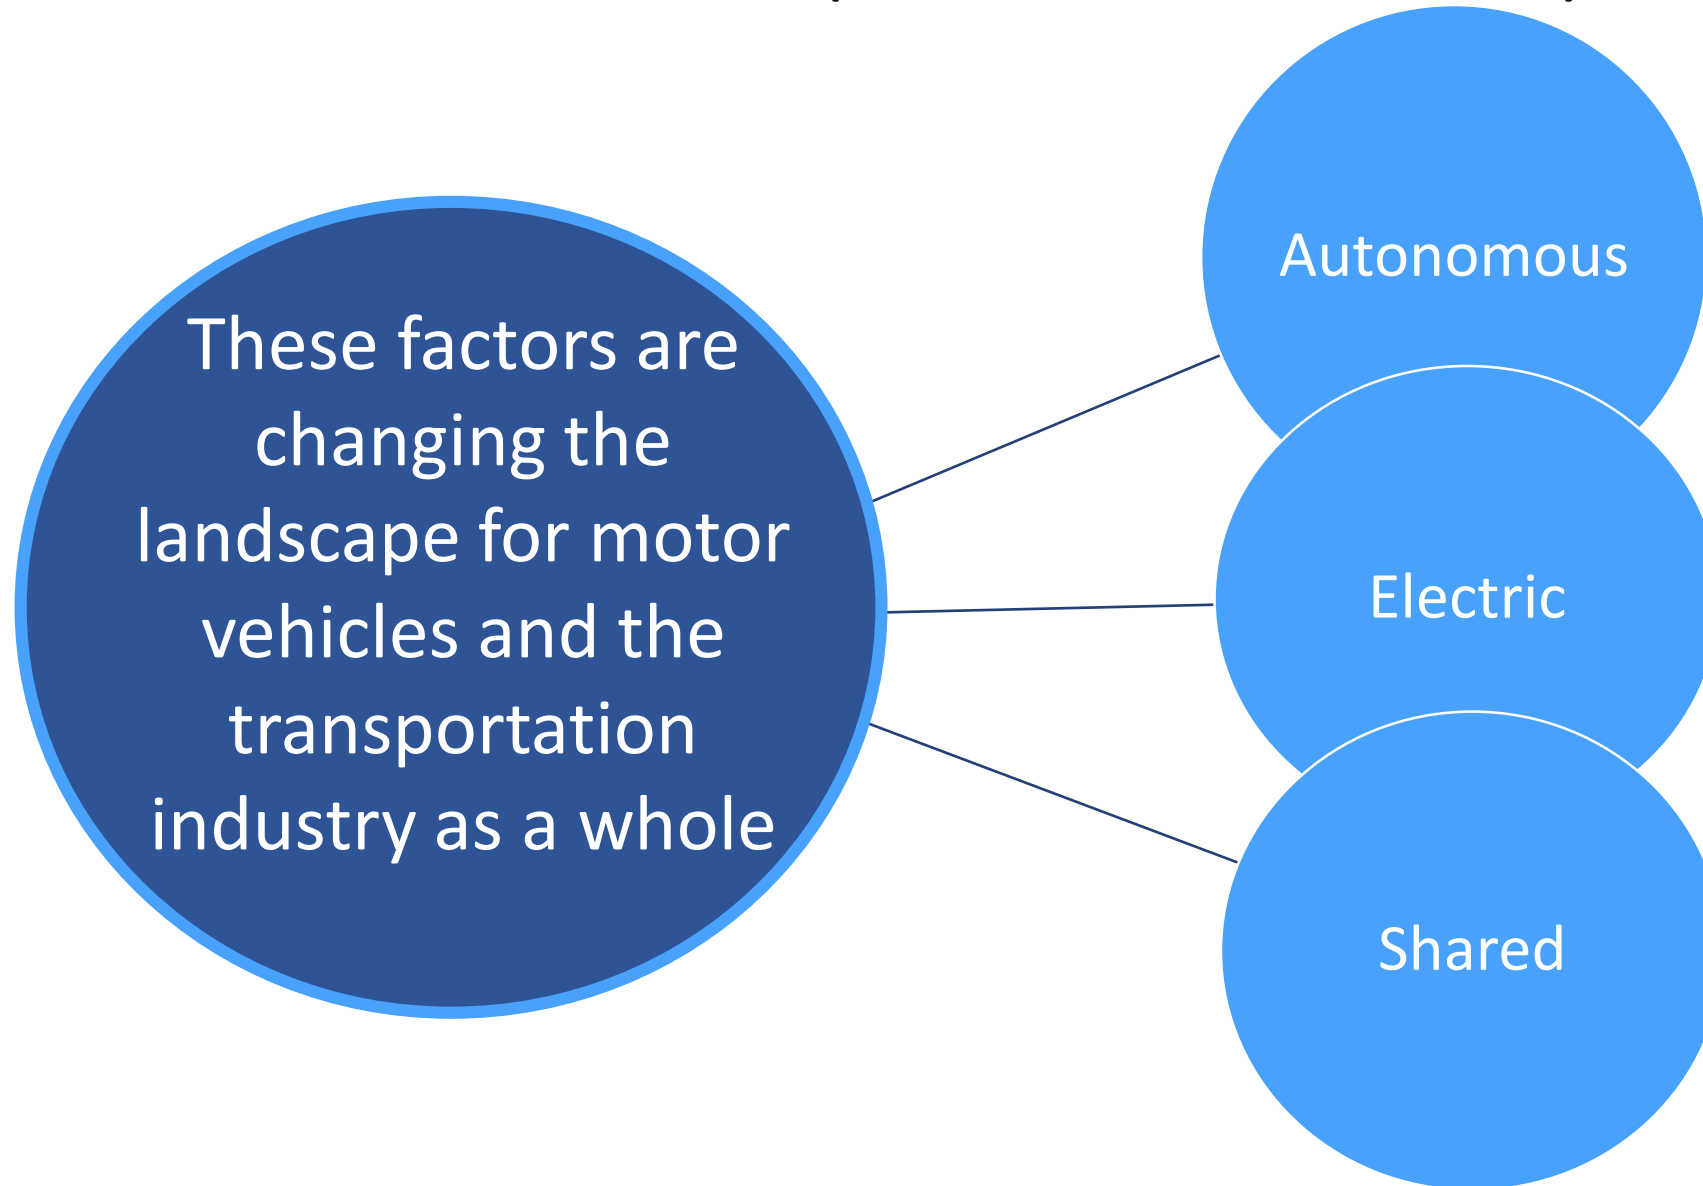 These factors are
changing the
landscape for motor
vehicles and the
transportation
industry as a whole
Autonomous
Electric
Shared